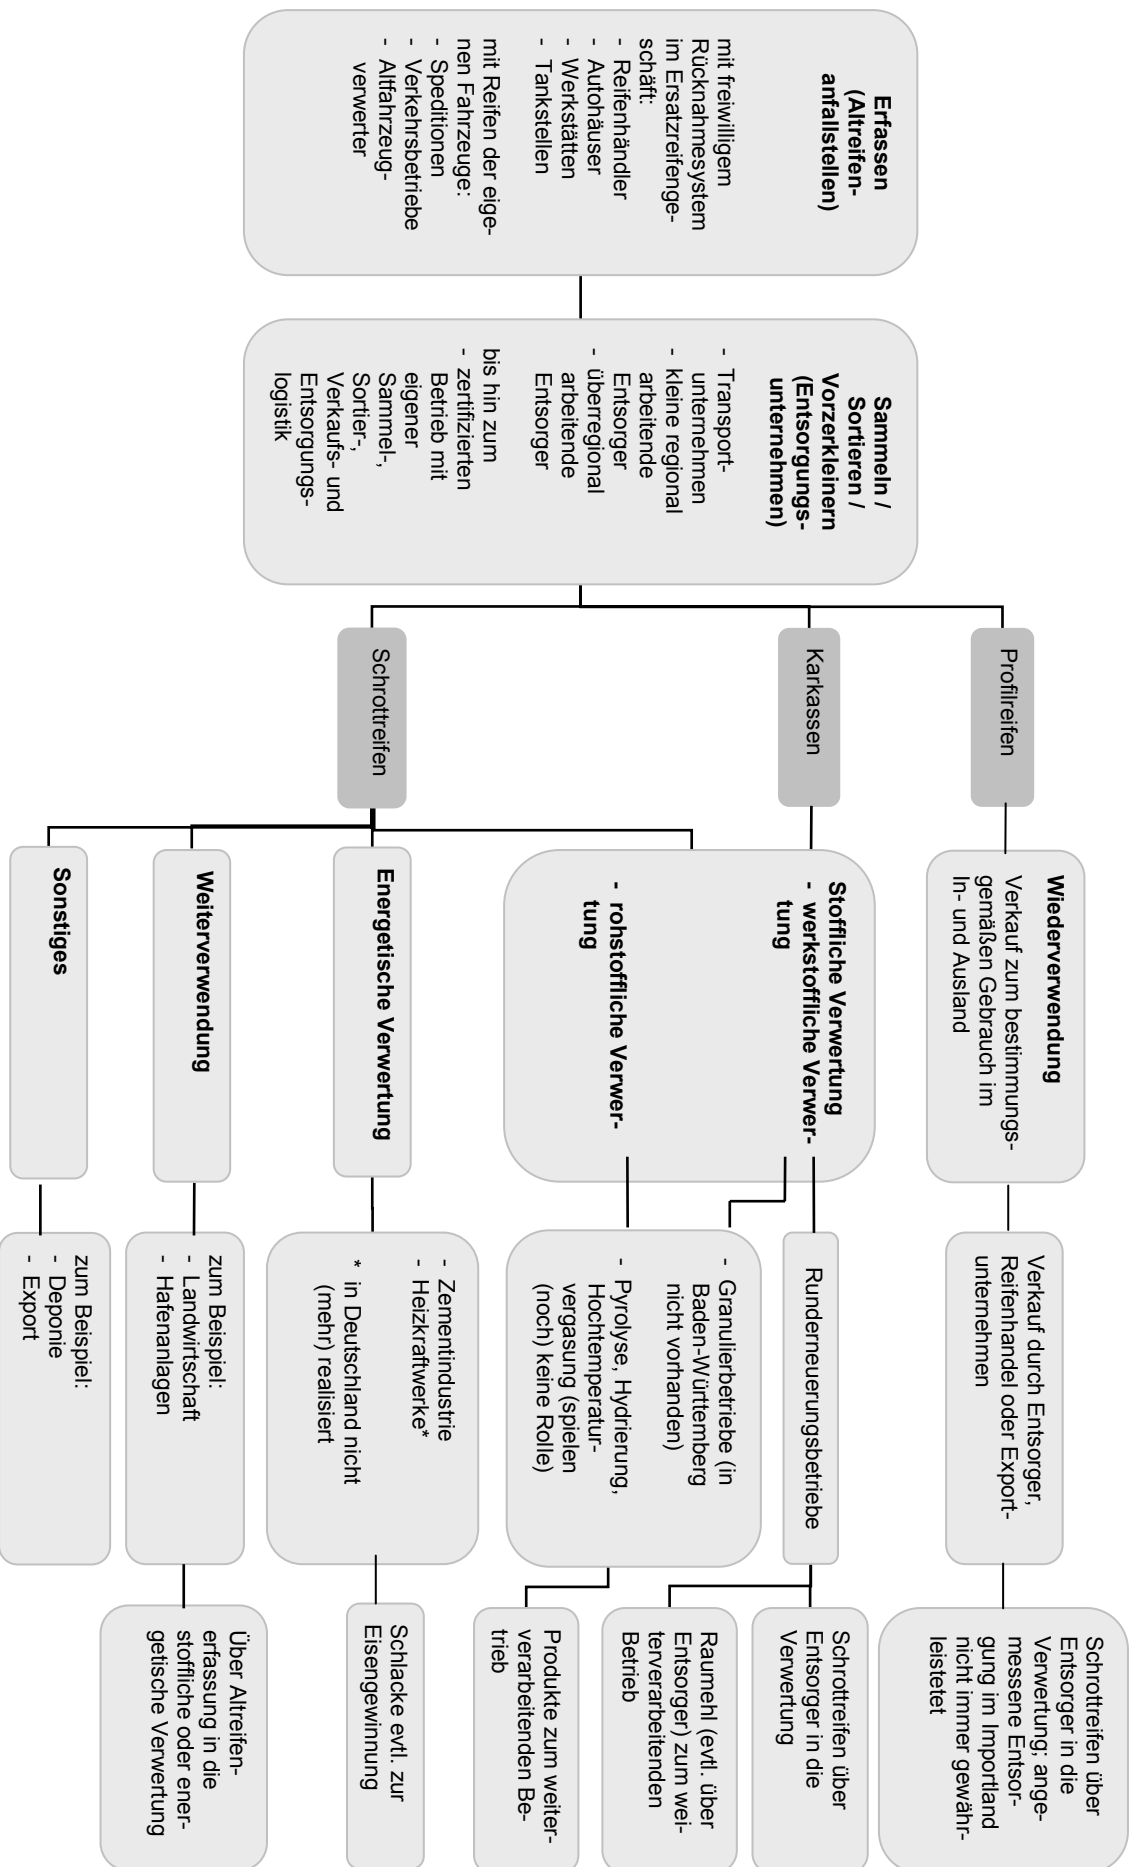 Erfassen
(Altreifen-
anfallstellen)
mit freiwilligem
Rücknahmesystem
im Ersatzreifenge-
schäft:
- Reifenhändler
- Autohäuser
- Werkstätten
- Tankstellen
mit Reifen der eige-
nen Fahrzeuge:
- Speditionen
- Verkehrsbetriebe
- Altfahrzeug-
verwerter
Sammeln /
Sortieren /
Vorzerkleinern
(Entsorgungs-
unternehmen)
- Transport-
unternehmen
- kleine regional
arbeitende
Entsorger
- überregional
arbeitende
Entsorger
bis hin zum
- zertifizierten
Betrieb mit
eigener
Sammel-,
Sortier-,
Verkaufs- und
Entsorgungs-
logistik
Profilreifen
Karkassen
Schrottreifen
Wiederverwendung
Verkauf zum bestimmungs-
gemäßen Gebrauch im
In- und Ausland
Stoffliche Verwertung
- werkstoffliche Verwer-
tung
- rohstoffliche Verwer-
tung
Energetische Verwertung
Weiterverwendung
Sonstiges
Verkauf durch Entsorger,
Reifenhandel oder Export-
unternehmen
Runderneuerungsbetriebe
- Granulierbetriebe (in
Baden-Württemberg
nicht vorhanden)
- Pyrolyse, Hydrierung,
Hochtemperatur-
vergasung (spielen
(noch) keine Rolle)
- Zementindustrie
- Heizkraftwerke*
* in Deutschland nicht
(mehr) realisiert
zum Beispiel:
- Landwirtschaft
- Hafenanlagen
zum Beispiel:
- Deponie
- Export
Schrottreifen über
Entsorger in die
Verwertung; ange-
messene Entsor-
gung im Importland
nicht immer gewähr-
leistetet
Schrottreifen über
Entsorger in die
Verwertung
Raumehl (evtl. über
Entsorger) zum wei-
terverarbeitenden
Betrieb
Produkte zum weiter-
verarbeitenden Be-
trieb
Schlacke evtl. zur
Eisengewinnung
Über Altreifen-
erfassung in die
stoffliche oder ener-
getische Verwertung